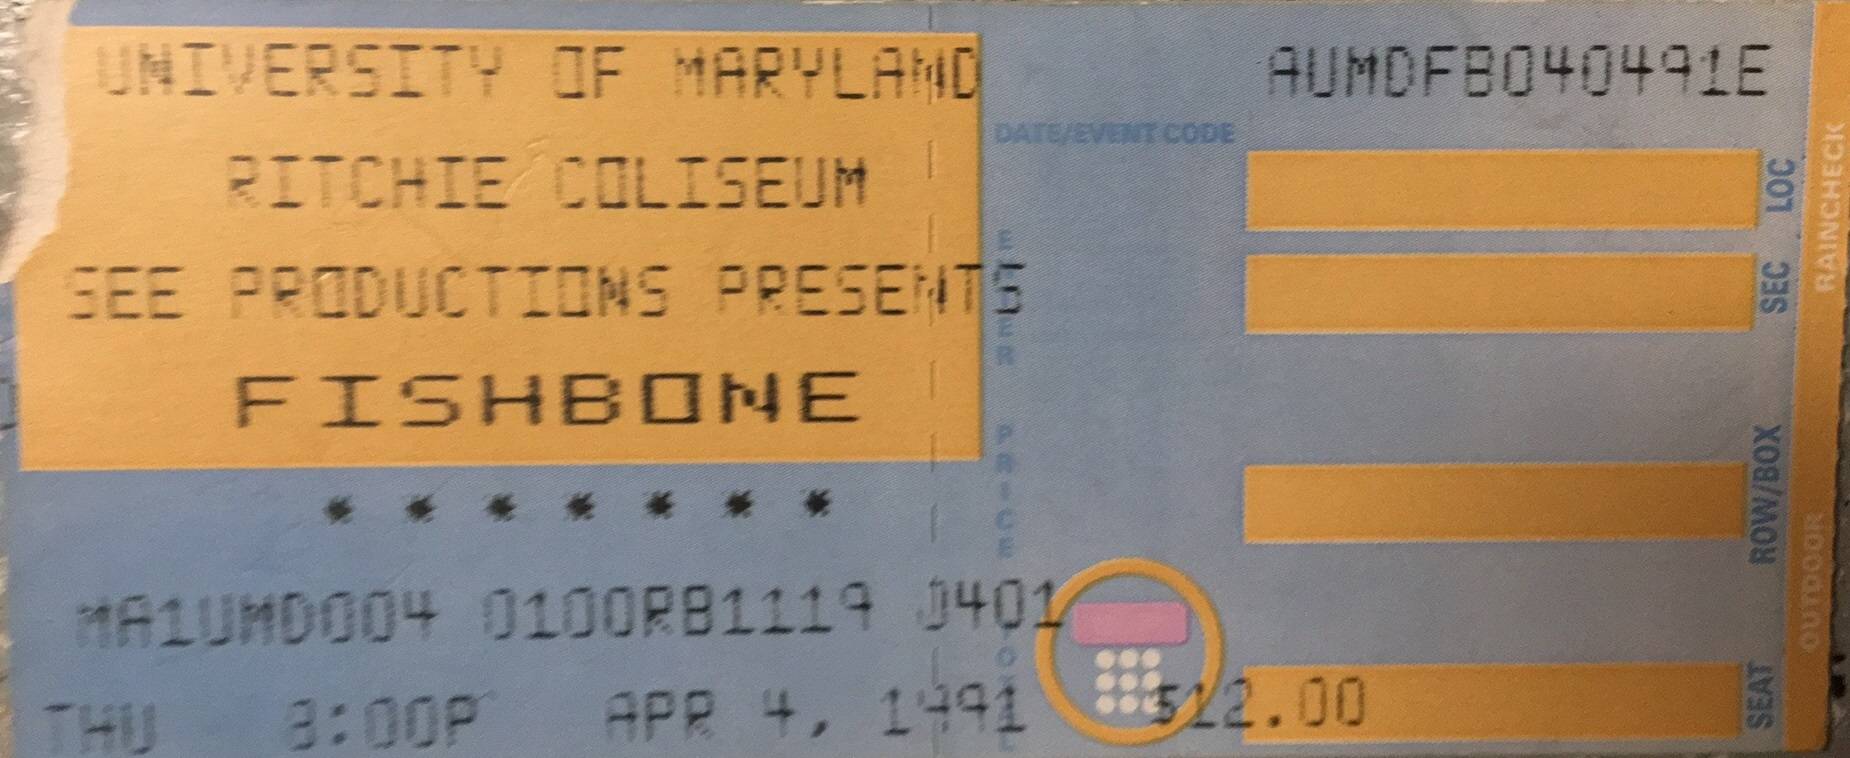 UNIVERSITY OF MARYLAND
RITCHIE COLISEUM
SEE PRODUCTIONS PRESENTS
FISHBONE
* * * * * * *
MA1UMD004 0100RB1119 0401
THU 8:00P APR 4, 1991 $12.00
AUMDFB040491E
DATE/EVENT CODE
LOC
SEC
ROW/BOX
SEAT
PRICE
RAINCHECK
OUTDOOR